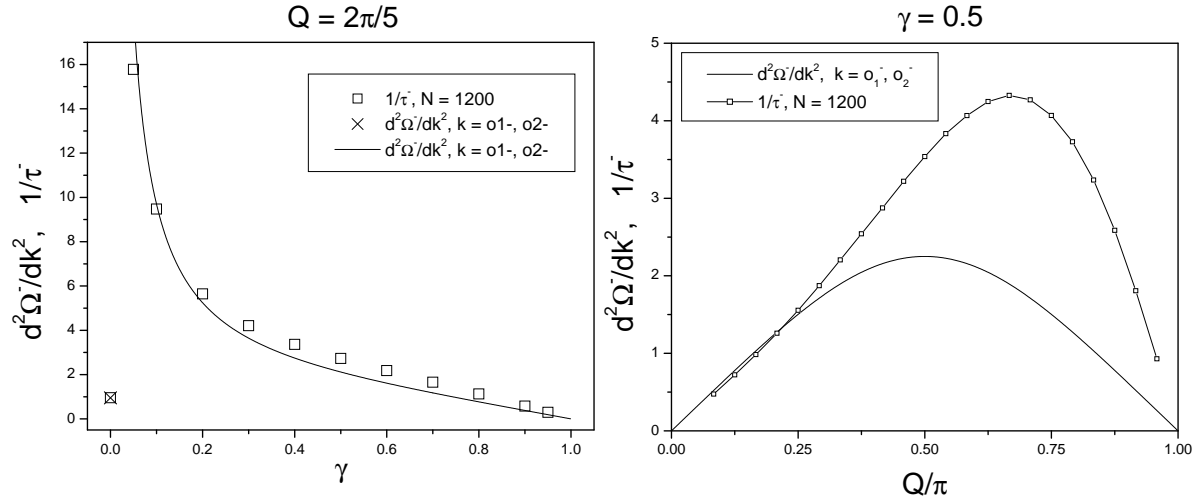 Q = 2π/5
16
14
12
10
8
6
4
2
0
d²Ω⁻/dk², 1/τ⁻
1/τ⁻, N = 1200
d²Ω⁻/dk², k = o1-, o2-
d²Ω⁻/dk², k = o1-, o2-
0.0 0.2 0.4 0.6 0.8 1.0
γ
γ = 0.5
5
4
3
2
1
0
d²Ω⁻/dk², 1/τ⁻
d²Ω⁻/dk², k = o₁⁻, o₂⁻
1/τ⁻, N = 1200
0.00 0.25 0.50 0.75 1.00
Q/π